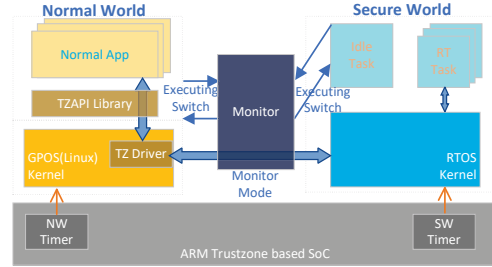 Normal World
Secure World
Normal App
Idle
Task
RT
Task
Executing
Switch
Monitor
Executing
Switch
TZAPI Library
GPOS(Linux)
Kernel
TZ Driver
Monitor
Mode
RTOS
Kernel
NW
Timer
SW
Timer
ARM Trustzone based SoC